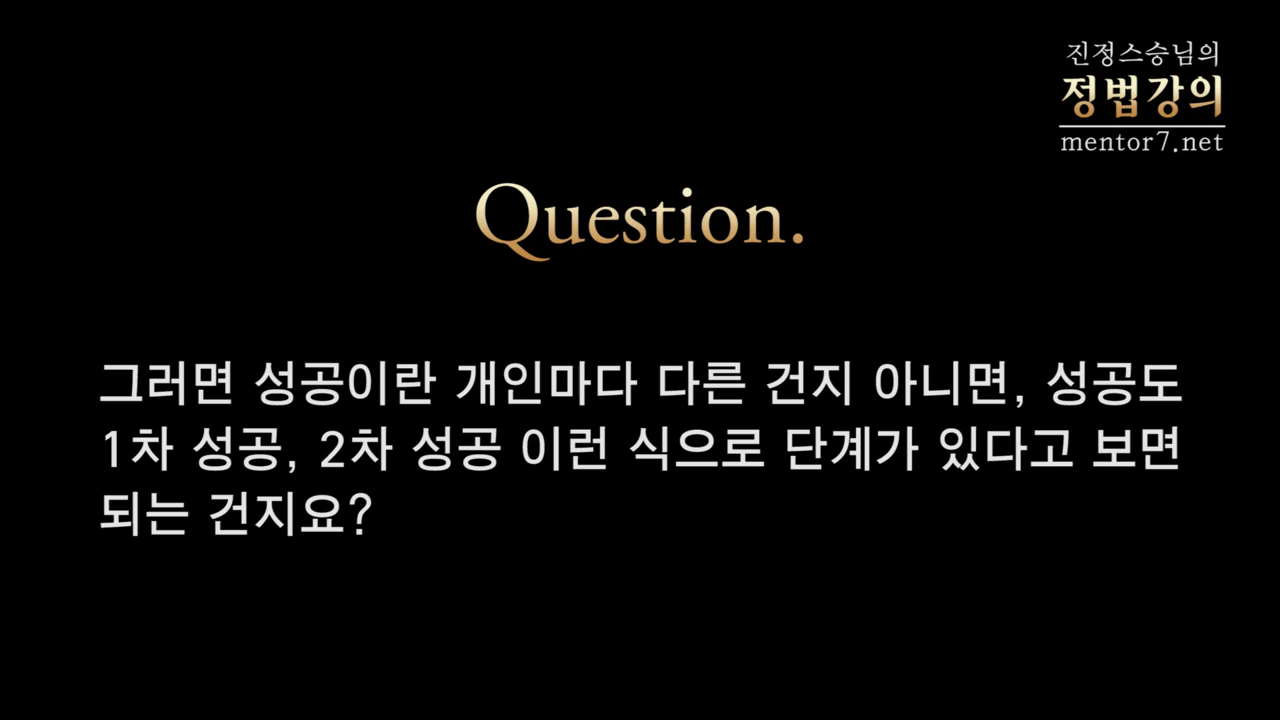 진정스승님의
정법강의
mentor7.net
Question.
그러면 성공이란 개인마다 다른 건지 아니면, 성공도
1차 성공, 2차 성공 이런 식으로 단계가 있다고 보면
되는 건지요?